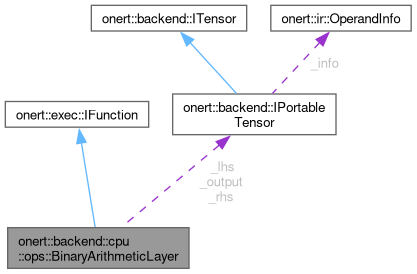 onert::backend::ITensor
onert::ir::OperandInfo
_info
onert::backend::IPortable
Tensor
onert::exec::IFunction
_lhs
_output
_rhs
onert::backend::cpu
::ops::BinaryArithmeticLayer